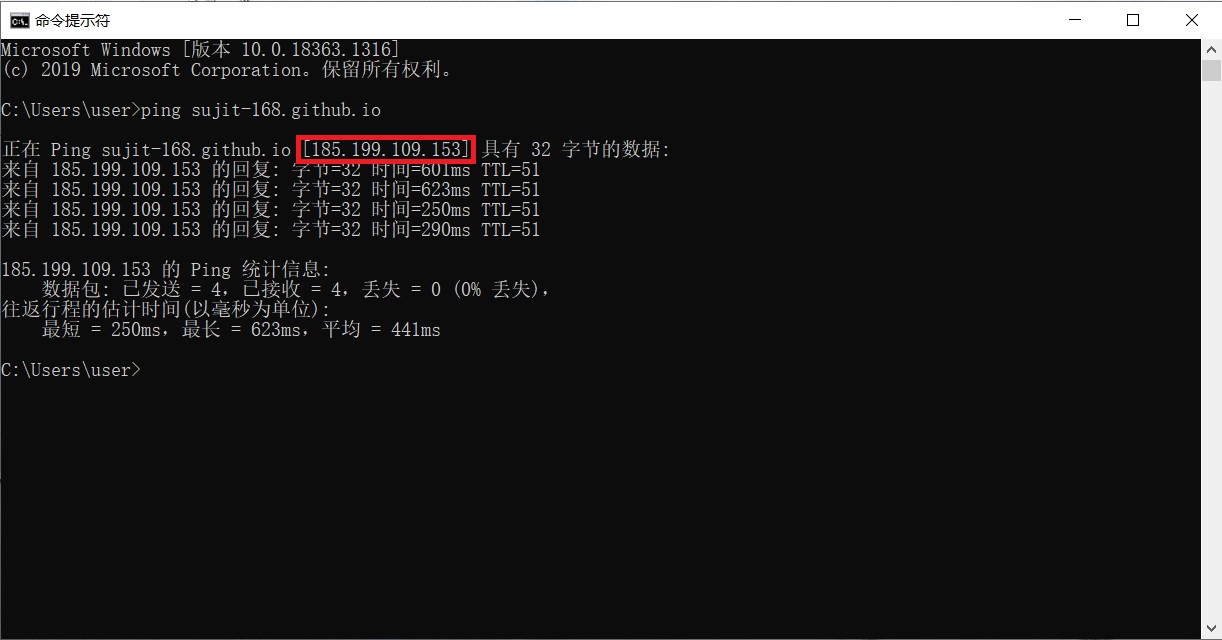 命令提示符
Microsoft Windows [版本 10.0.18363.1316]
(c) 2019 Microsoft Corporation。保留所有权利。
C:\Users\user>ping sujit-168.github.io
正在 Ping sujit-168.github.io [185.199.109.153] 具有 32 字节的数据:
来自 185.199.109.153 的回复: 字节=32 时间=601ms TTL=51
来自 185.199.109.153 的回复: 字节=32 时间=623ms TTL=51
来自 185.199.109.153 的回复: 字节=32 时间=250ms TTL=51
来自 185.199.109.153 的回复: 字节=32 时间=290ms TTL=51
185.199.109.153 的 Ping 统计信息:
数据包: 已发送 = 4，已接收 = 4，丢失 = 0 (0% 丢失)，
往返行程的估计时间(以毫秒为单位):
最短 = 250ms，最长 = 623ms，平均 = 441ms
C:\Users\user>